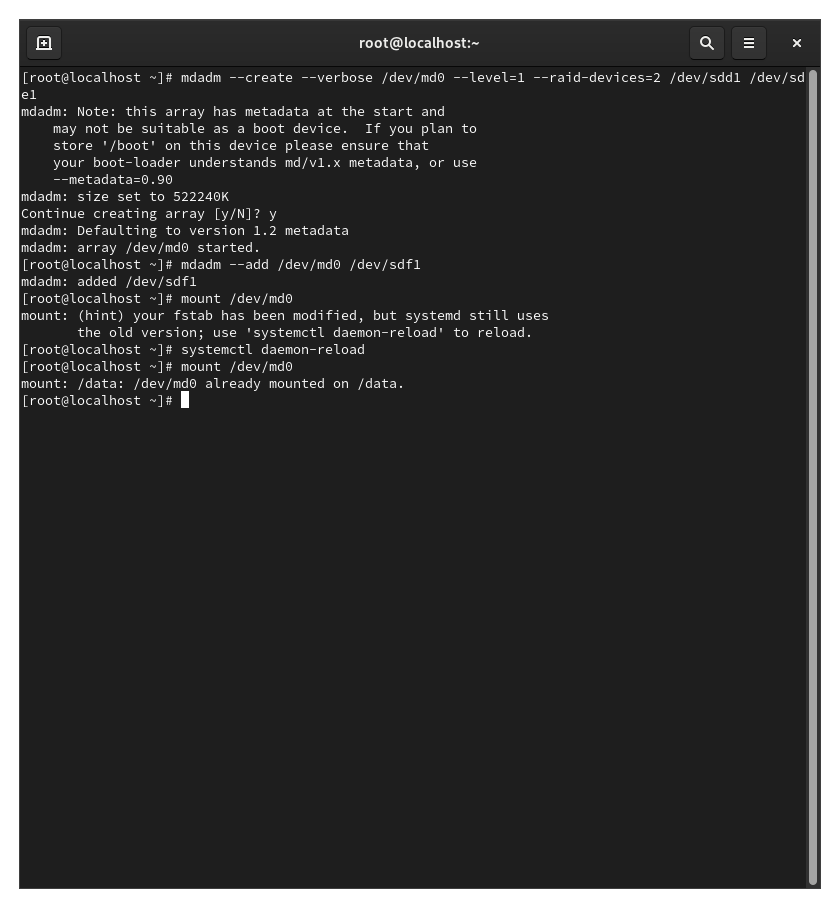 root@localhost:~
[root@localhost ~]# mdadm --create --verbose /dev/md0 --level=1 --raid-devices=2 /dev/sdd1 /dev/sd
e1
mdadm: Note: this array has metadata at the start and
    may not be suitable as a boot device.  If you plan to
    store '/boot' on this device please ensure that
    your boot-loader understands md/v1.x metadata, or use
    --metadata=0.90
mdadm: size set to 522240K
Continue creating array [y/N]? y
mdadm: Defaulting to version 1.2 metadata
mdadm: array /dev/md0 started.
[root@localhost ~]# mdadm --add /dev/md0 /dev/sdf1
mdadm: added /dev/sdf1
[root@localhost ~]# mount /dev/md0
mount: (hint) your fstab has been modified, but systemd still uses
       the old version; use 'systemctl daemon-reload' to reload.
[root@localhost ~]# systemctl daemon-reload
[root@localhost ~]# mount /dev/md0
mount: /data: /dev/md0 already mounted on /data.
[root@localhost ~]#